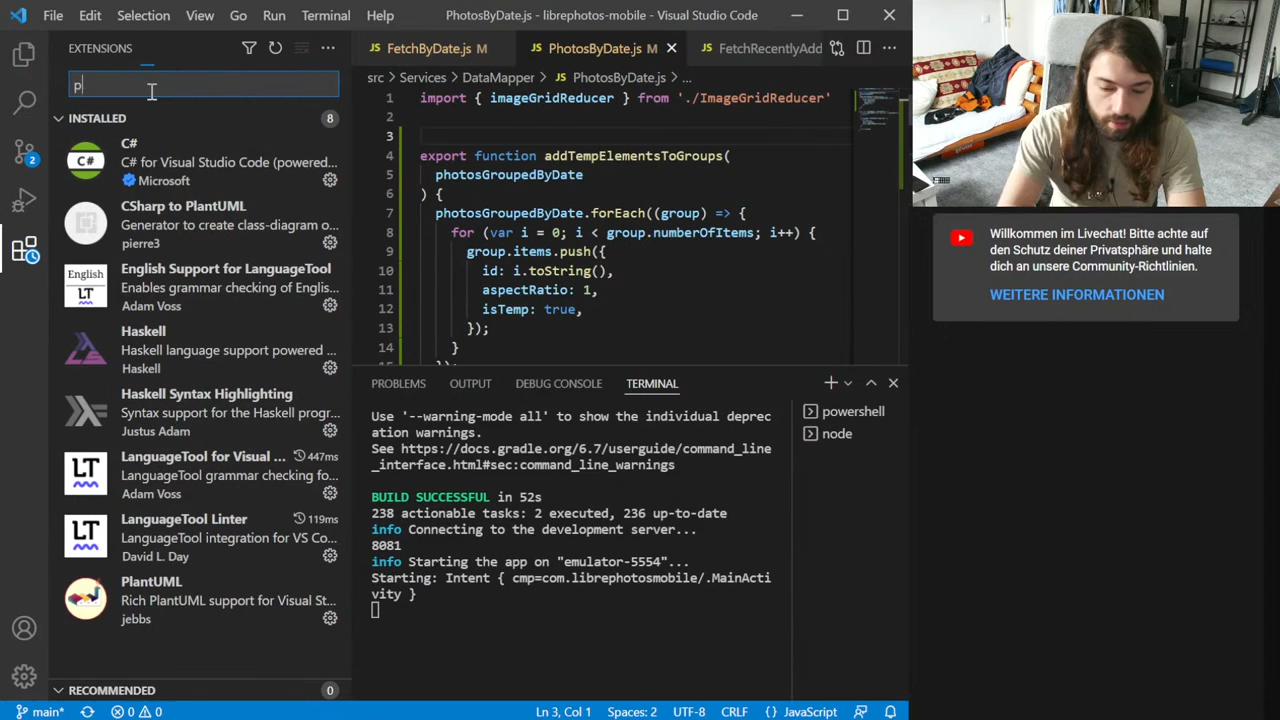 File Edit Selection View Go Run Terminal Help PhotosByDate.js - librephotos-mobile - Visual Studio Code
EXTENSIONS
p
INSTALLED 8
C#
C# for Visual Studio Code (powered...
Microsoft
CSharp to PlantUML
Generator to create class-diagram o...
pierre3
English Support for LanguageTool
Enables grammar checking of Englis...
Adam Voss
Haskell
Haskell language support powered ...
Haskell
Haskell Syntax Highlighting
Syntax support for the Haskell progr...
Justus Adam
LanguageTool for Visual ... 447ms
LanguageTool grammar checking fo...
Adam Voss
LanguageTool Linter 119ms
LanguageTool integration for VS Co...
David L. Day
PlantUML
Rich PlantUML support for Visual St...
jebbs
RECOMMENDED 0
2
C#
English
LT
LT
LT
FetchByDate.js M PhotosByDate.js M FetchRecentlyAdd
src > Services > DataMapper > PhotosByDate.js > ...
1 import { imageGridReducer } from './ImageGridReducer'
2
3
4 export function addTempElementsToGroups(
5 photosGroupedByDate
6 ) {
7 photosGroupedByDate.forEach((group) => {
8 for (var i = 0; i < group.numberOfItems; i++) {
9 group.items.push({
10 id: i.toString(),
11 aspectRatio: 1,
12 isTemp: true,
13 });
14 }
15 });
PROBLEMS OUTPUT DEBUG CONSOLE TERMINAL
Use '--warning-mode all' to show the individual deprec
ation warnings.
See https://docs.gradle.org/6.7/userguide/command_line
_interface.html#sec:command_line_warnings
BUILD SUCCESSFUL in 52s
238 actionable tasks: 2 executed, 236 up-to-date
info Connecting to the development server...
8081
info Starting the app on "emulator-5554"...
Starting: Intent { cmp=com.librephotosmobile/.MainActi
vity }
powershell
node
main* 0 0 Ln 3, Col 1 Spaces: 2 UTF-8 CRLF {} JavaScript
Willkommen im Livechat! Bitte achte auf
den Schutz deiner Privatsphäre und halte
dich an unsere Community-Richtlinien.
WEITERE INFORMATIONEN